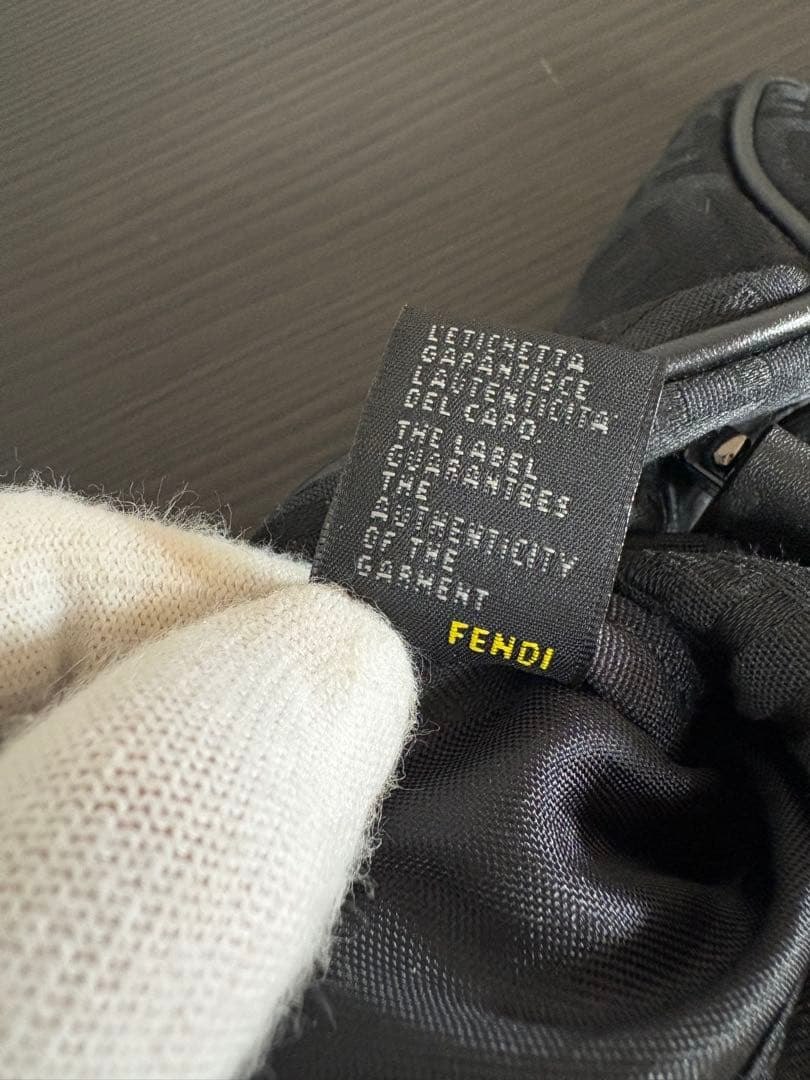 L'ETICHETTA
GARANTISCE
L'AUTENTICITA'
DEL CAPO.
THE LABEL
GUARANTEES
THE
AUTHENTICITY
OF THE
GARMENT
FENDI